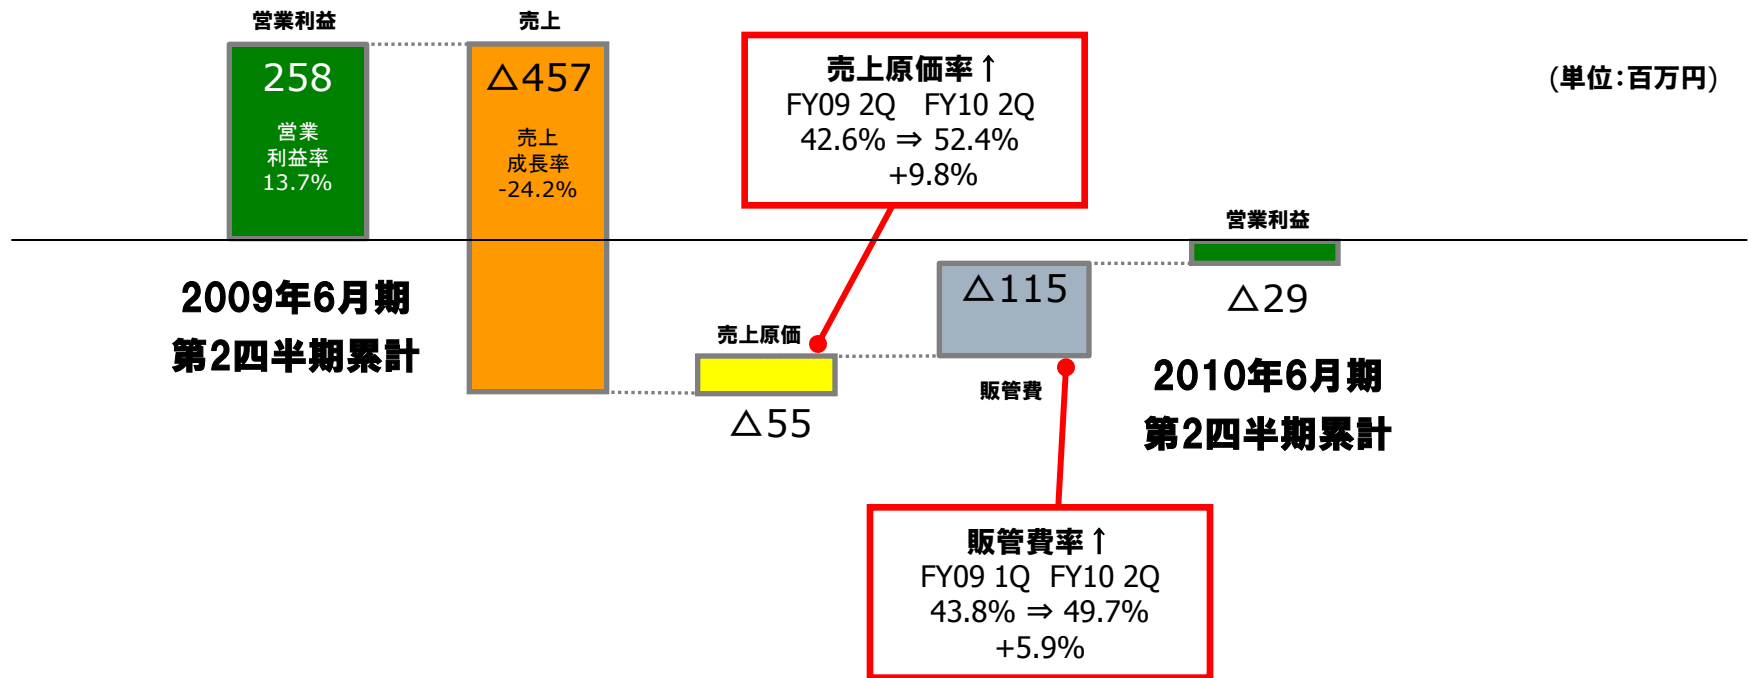 営業利益
売上
(単位:百万円)
258
営業
利益率
13.7%
△457
売上
成長率
-24.2%
売上原価率↑
FY09 2Q FY10 2Q
42.6% ⇒ 52.4%
+9.8%
2009年6月期
第2四半期累計
売上原価
△55
△115
販管費
営業利益
△29
2010年6月期
第2四半期累計
販管費率↑
FY09 1Q FY10 2Q
43.8% ⇒ 49.7%
+5.9%